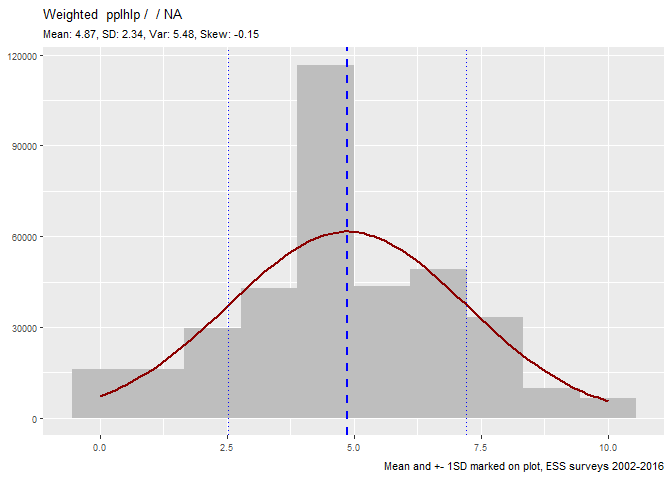 Weighted  pplhlp /  / NA
Mean: 4.87, SD: 2.34, Var: 5.48, Skew: -0.15
120000
90000
60000
30000
0
0.0 2.5 5.0 7.5 10.0
Mean and +- 1SD marked on plot, ESS surveys 2002-2016